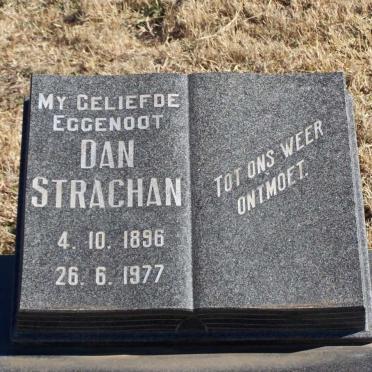 MY GELIEFDE
EGGENOOT
DAN
STRACHAN
4. 10. 1896
26. 6. 1977
TOT ONS WEER
ONTMOET.